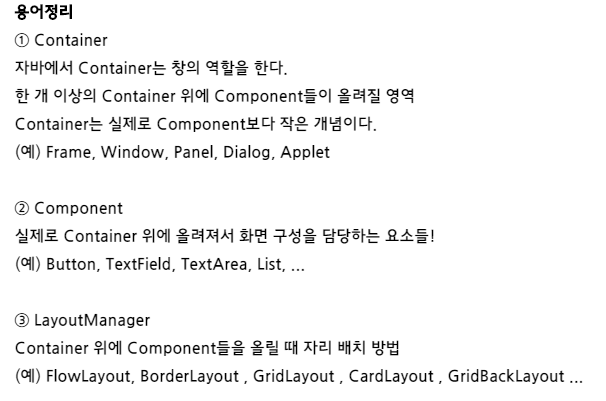 용어정리
① Container
자바에서 Container는 창의 역할을 한다.
한 개 이상의 Container 위에 Component들이 올려질 영역
Container는 실제로 Component보다 작은 개념이다.
(예) Frame, Window, Panel, Dialog, Applet
② Component
실제로 Container 위에 올려져서 화면 구성을 담당하는 요소들!
(예) Button, TextField, TextArea, List, ...
③ LayoutManager
Container 위에 Component들을 올릴 때 자리 배치 방법
(예) FlowLayout, BorderLayout , GridLayout , CardLayout , GridBackLayout ...